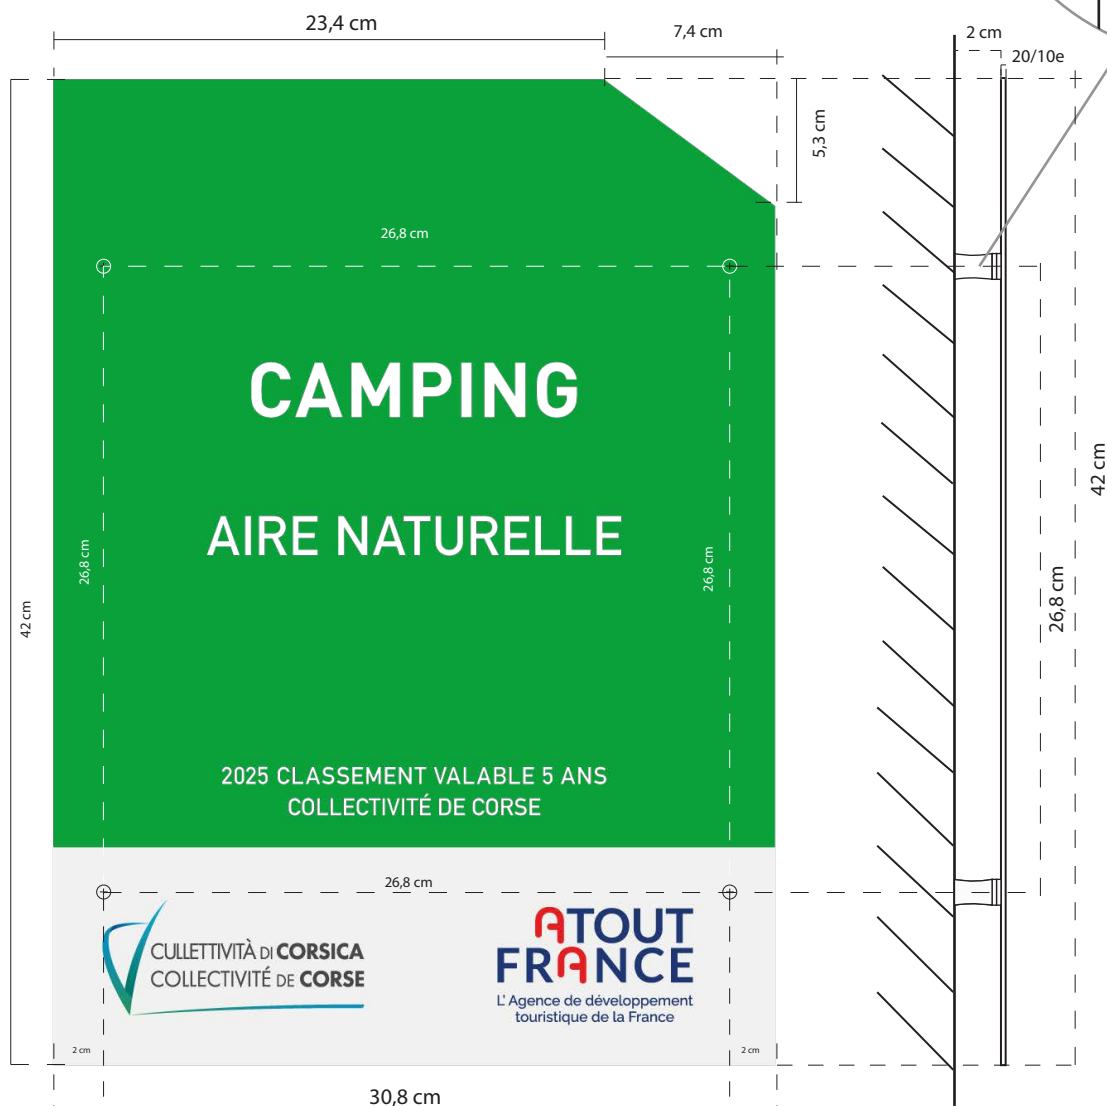 23,4 cm
7,4 cm
2 cm
20/10e
5,3 cm
26,8 cm
CAMPING
AIRE NATURELLE
26,8 cm
26,8 cm
42 cm
42 cm
26,8 cm
2025 CLASSEMENT VALABLE 5 ANS
COLLECTIVITÉ DE CORSE
26,8 cm
CULLETTIVITÀ DI CORSICA
COLLECTIVITÉ DE CORSE
ATOUT
FRANCE
L'Agence de développement
touristique de la France
2 cm
2 cm
30,8 cm